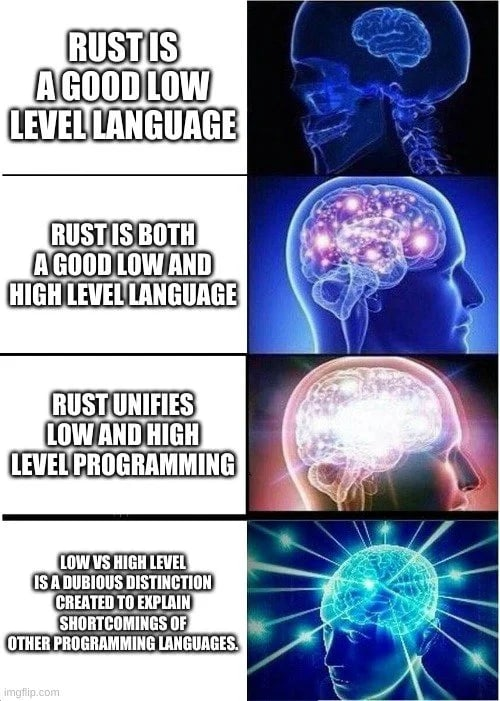 RUST IS
A GOOD LOW
LEVEL LANGUAGE
RUST IS BOTH
A GOOD LOW AND
HIGH LEVEL LANGUAGE
RUST UNIFIES
LOW AND HIGH
LEVEL PROGRAMMING
LOW VS HIGH LEVEL
IS A DUBIOUS DISTINCTION
CREATED TO EXPLAIN
SHORTCOMINGS OF
OTHER PROGRAMMING LANGUAGES.
imgflip.com